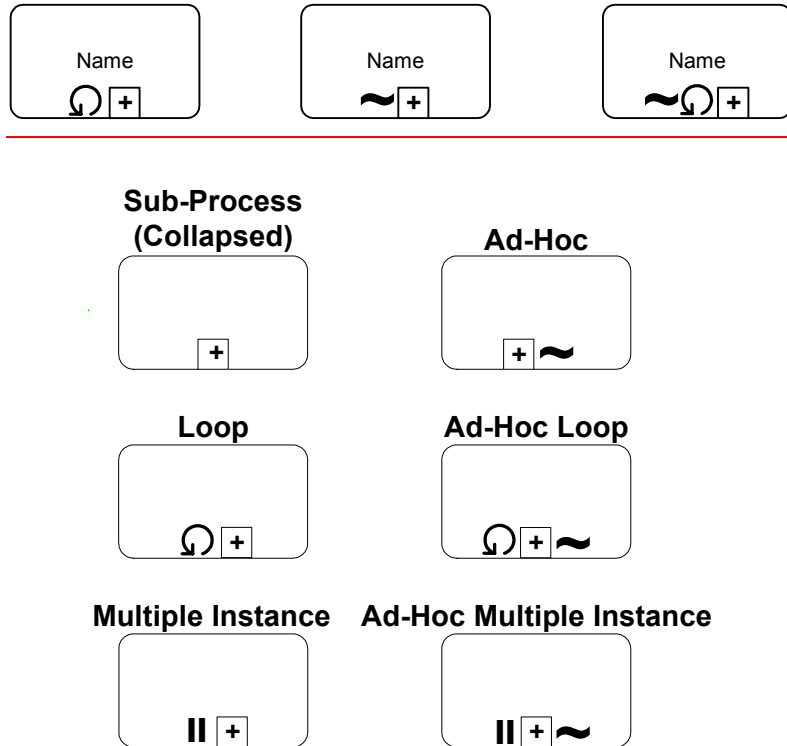 Name
Name
Name
+
+
+
Sub-Process
(Collapsed)
Ad-Hoc
+
+
Loop
Ad-Hoc Loop
+
+
Multiple Instance
Ad-Hoc Multiple Instance
+
+